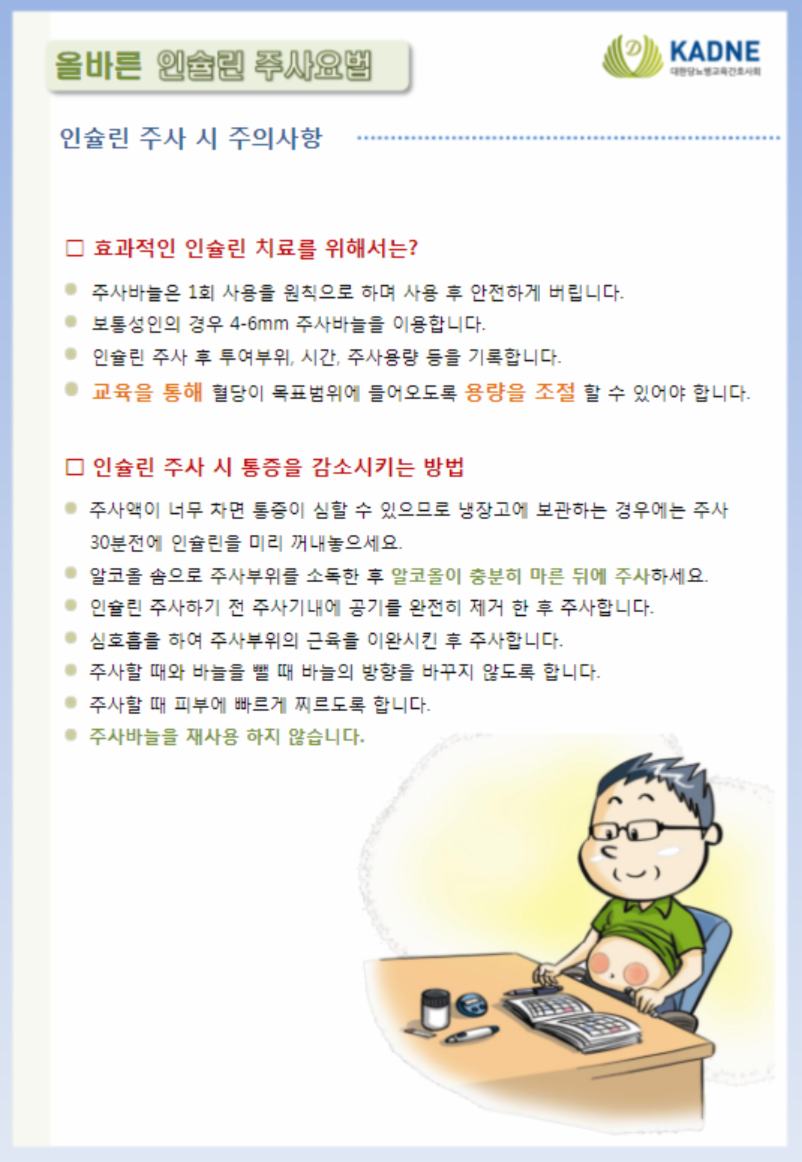 올바른 인슐린 주사요법
KADNE
대한당뇨병교육간호사회
인슐린 주사 시 주의사항
□ 효과적인 인슐린 치료를 위해서는?
주사바늘은 1회 사용을 원칙으로 하며 사용 후 안전하게 버립니다.
보통성인의 경우 4-6mm 주사바늘을 이용합니다.
인슐린 주사 후 투여부위, 시간, 주사용량 등을 기록합니다.
교육을 통해 혈당이 목표범위에 들어오도록 용량을 조절 할 수 있어야 합니다.
□ 인슐린 주사 시 통증을 감소시키는 방법
주사액이 너무 차면 통증이 심할 수 있으므로 냉장고에 보관하는 경우에는 주사
30분전에 인슐린을 미리 꺼내놓으세요.
알코올 솜으로 주사부위를 소독한 후 알코올이 충분히 마른 뒤에 주사하세요.
인슐린 주사하기 전 주사기내에 공기를 완전히 제거 한 후 주사합니다.
심호흡을 하여 주사부위의 근육을 이완시킨 후 주사합니다.
주사할 때와 바늘을 뺄 때 바늘의 방향을 바꾸지 않도록 합니다.
주사할 때 피부에 빠르게 찌르도록 합니다.
주사바늘을 재사용 하지 않습니다.